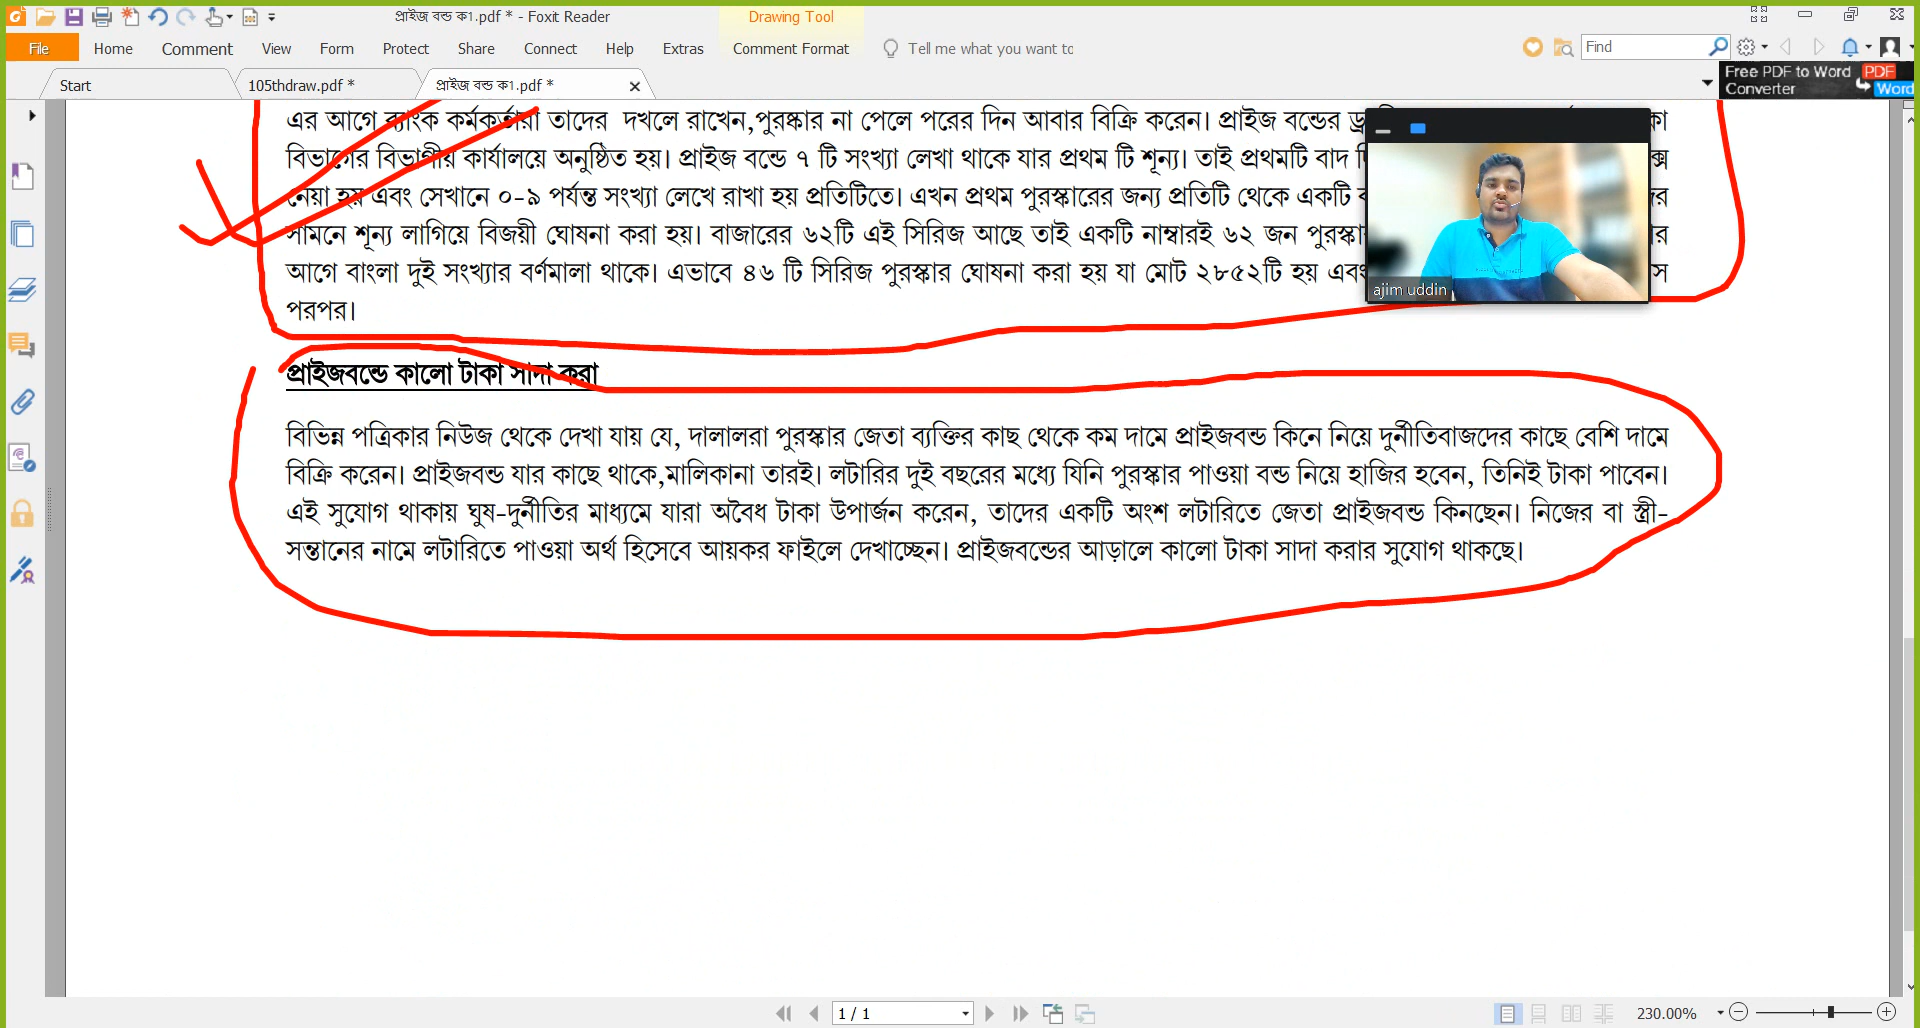 প্রাইজ বন্ড ক1.pdf * - Foxit Reader
Drawing Tool
File Home Comment View Form Protect Share Connect Help Extras Comment Format Tell me what you want to Find
Start 105thdraw.pdf * প্রাইজ বন্ড ক1.pdf *
Free PDF to Word Converter PDF Word
এর আগে ব্যাংক কর্মকর্তারা তাদের দখলে রাখেন,পুরষ্কার না পেলে পরের দিন আবার বিক্রি করেন। প্রাইজ বন্ডের
বিভাগের বিভাগীয় কার্যালয়ে অনুষ্ঠিত হয়। প্রাইজ বন্ডে ৭ টি সংখ্যা লেখা থাকে যার প্রথম টি শূন্য। তাই প্রথমটি বাদ
নেয়া হয় এবং সেখানে ০-৯ পর্যন্ত সংখ্যা লেখে রাখা হয় প্রতিটিতে। এখন প্রথম পুরস্কারের জন্য প্রতিটি থেকে একটি
সামনে শূন্য লাগিয়ে বিজয়ী ঘোষনা করা হয়। বাজারের ৬২টি এই সিরিজ আছে তাই একটি নাম্বারই ৬২ জন
আগে বাংলা দুই সংখ্যার বর্ণমালা থাকে। এভাবে ৪৬ টি সিরিজ পুরস্কার ঘোষনা করা হয় যা মোট ২৮৫২টি হয়
পরপর।
ajim uddin
প্রাইজবন্ডে কালো টাকা সাদা করা
বিভিন্ন পত্রিকার নিউজ থেকে দেখা যায় যে, দালালরা পুরস্কার জেতা ব্যক্তির কাছ থেকে কম দামে প্রাইজবন্ড কিনে নিয়ে দুর্নীতিবাজদের কাছে বেশি দামে
বিক্রি করেন। প্রাইজবন্ড যার কাছে থাকে,মালিকানা তারই। লটারির দুই বছরের মধ্যে যিনি পুরস্কার পাওয়া বন্ড নিয়ে হাজির হবেন, তিনিই টাকা পাবেন।
এই সুযোগ থাকায় ঘুষ-দুর্নীতির মাধ্যমে যারা অবৈধ টাকা উপার্জন করেন, তাদের একটি অংশ লটারিতে জেতা প্রাইজবন্ড কিনছেন। নিজের বা স্ত্রী-
সন্তানের নামে লটারিতে পাওয়া অর্থ হিসেবে আয়কর ফাইলে দেখাচ্ছেন। প্রাইজবন্ডের আড়ালে কালো টাকা সাদা করার সুযোগ থাকছে।
1 / 1 230.00%